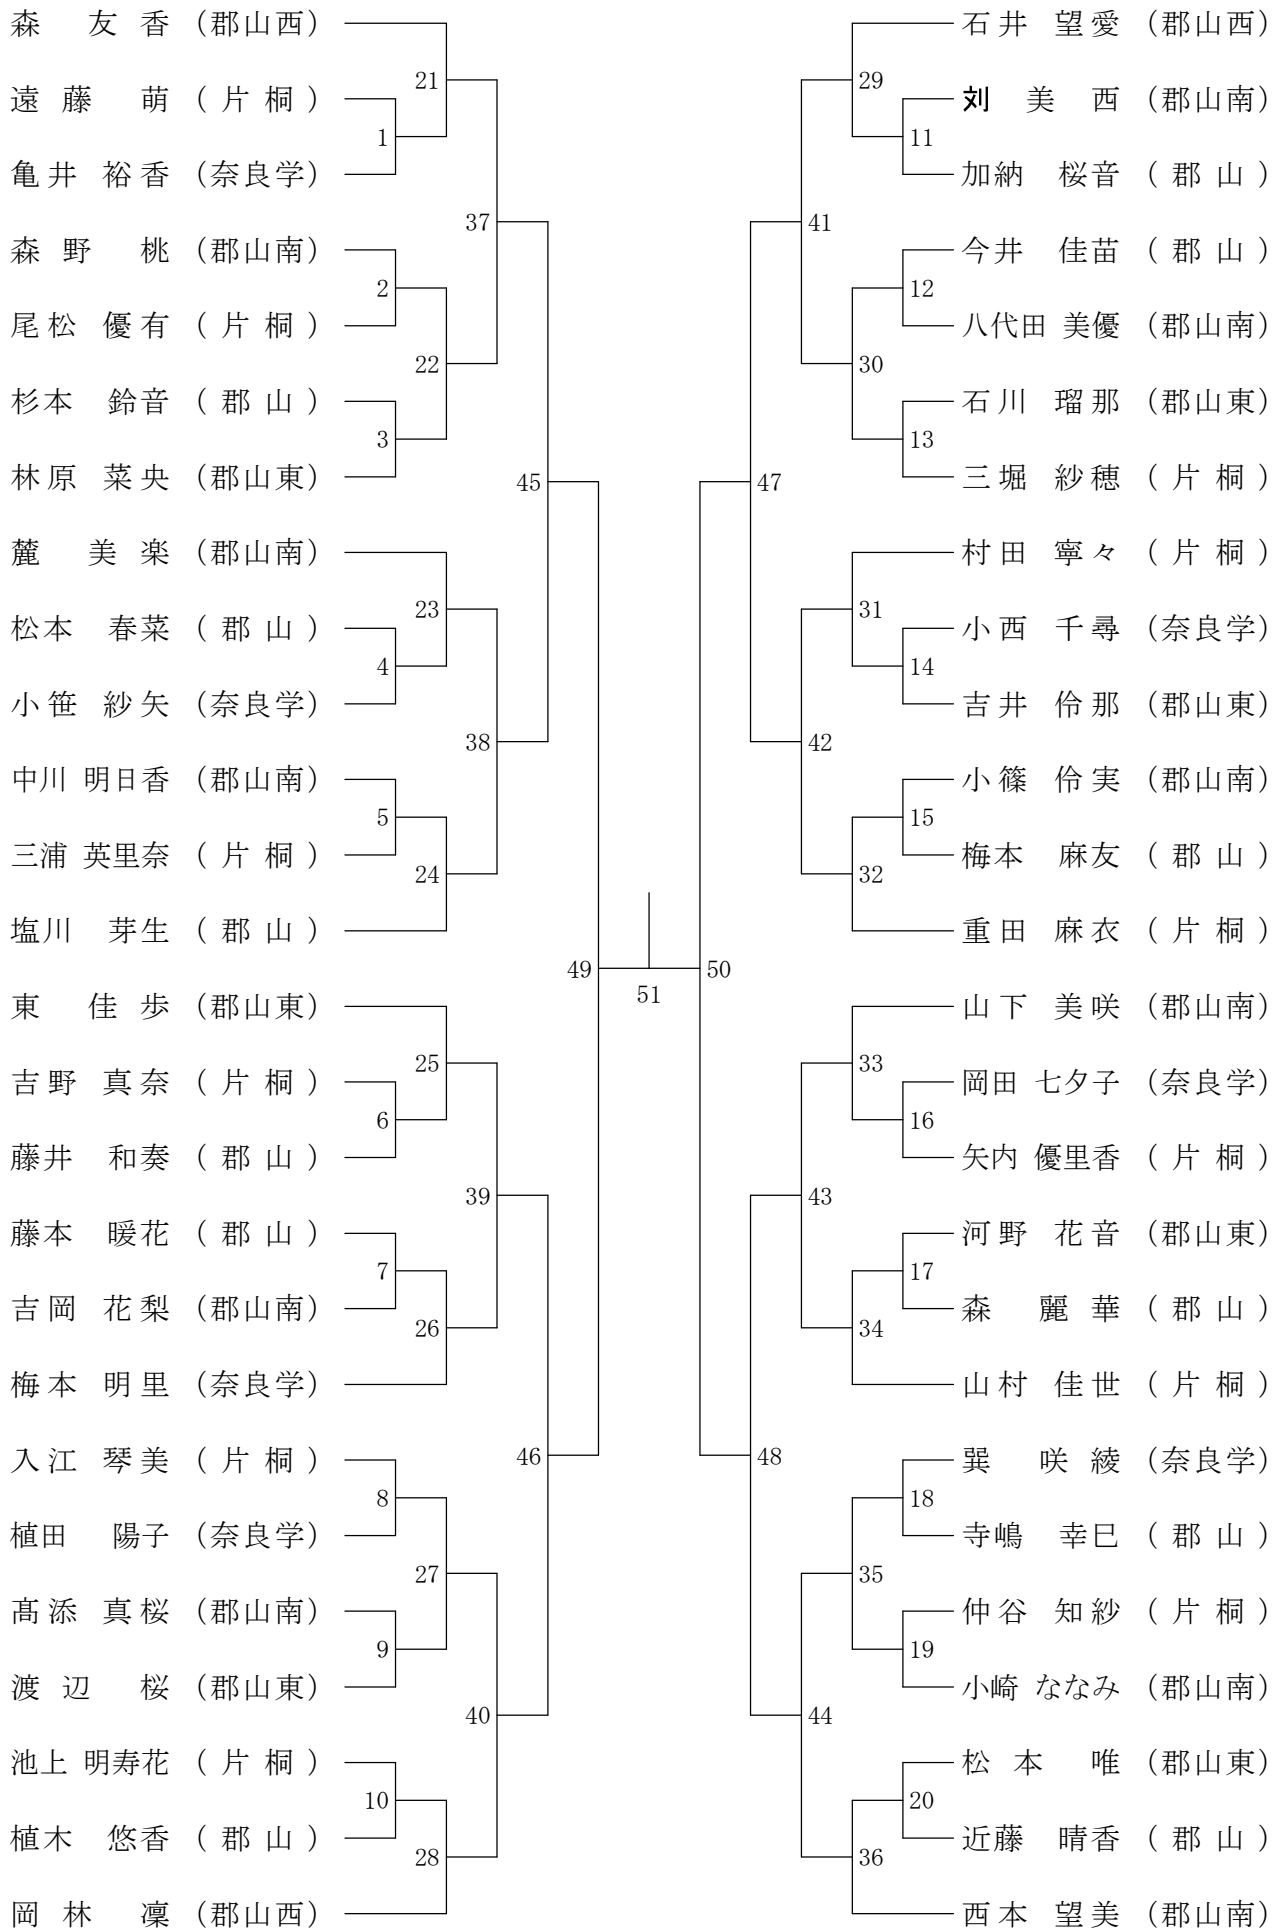 森 友香 (郡山西)
21
遠藤 萌 (片桐)
1
亀井 裕香 (奈良学)
37
森野 桃 (郡山南)
2
尾松 優有 (片桐)
22
杉本 鈴音 (郡山)
3
林原 菜央 (郡山東)
45
麓 美楽 (郡山南)
23
松本 春菜 (郡山)
4
小笹 紗矢 (奈良学)
38
中川 明日香 (郡山南)
5
三浦 英里奈 (片桐)
24
塩川 芽生 (郡山)
49
東 佳歩 (郡山東)
25
吉野 真奈 (片桐)
6
藤井 和奏 (郡山)
39
藤本 暖花 (郡山)
7
吉岡 花梨 (郡山南)
26
梅本 明里 (奈良学)
46
入江 琴美 (片桐)
8
植田 陽子 (奈良学)
27
髙添 真桜 (郡山南)
9
渡辺 桜 (郡山東)
40
池上 明寿花 (片桐)
10
植木 悠香 (郡山)
28
岡林 凜 (郡山西)
51
石井 望愛 (郡山西)
29
刘 美西 (郡山南)
11
加納 桜音 (郡山)
41
今井 佳苗 (郡山)
12
八代田 美優 (郡山南)
30
石川 瑠那 (郡山東)
13
三堀 紗穂 (片桐)
47
村田 寧々 (片桐)
31
小西 千尋 (奈良学)
14
吉井 伶那 (郡山東)
42
小篠 伶実 (郡山南)
15
梅本 麻友 (郡山)
32
重田 麻衣 (片桐)
50
山下 美咲 (郡山南)
33
岡田 七夕子 (奈良学)
16
矢内 優里香 (片桐)
43
河野 花音 (郡山東)
17
森 麗華 (郡山)
34
山村 佳世 (片桐)
48
巽 咲綾 (奈良学)
18
寺嶋 幸巳 (郡山)
35
仲谷 知紗 (片桐)
19
小崎 ななみ (郡山南)
44
松本 唯 (郡山東)
20
近藤 晴香 (郡山)
36
西本 望美 (郡山南)